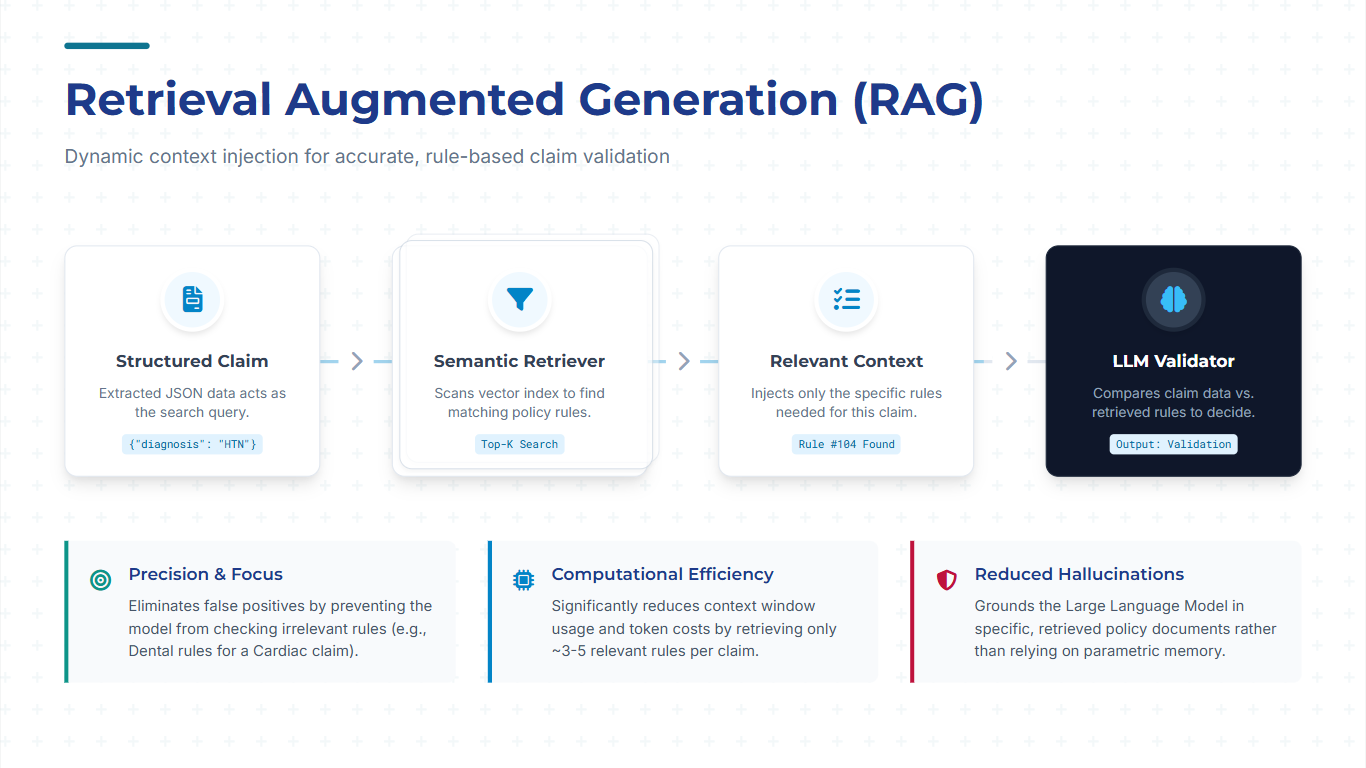 Retrieval Augmented Generation (RAG)
Dynamic context injection for accurate, rule-based claim validation
Structured Claim
Extracted JSON data acts as
the search query.
{"diagnosis": "HTN"}
Semantic Retriever
Scans vector index to find
matching policy rules.
Top-K Search
Relevant Context
Injects only the specific rules
needed for this claim.
Rule #104 Found
LLM Validator
Compares claim data vs.
retrieved rules to decide.
Output: Validation
Precision & Focus
Eliminates false positives by preventing the
model from checking irrelevant rules (e.g.,
Dental rules for a Cardiac claim).
Computational Efficiency
Significantly reduces context window
usage and token costs by retrieving only
~3-5 relevant rules per claim.
Reduced Hallucinations
Grounds the Large Language Model in
specific, retrieved policy documents rather
than relying on parametric memory.